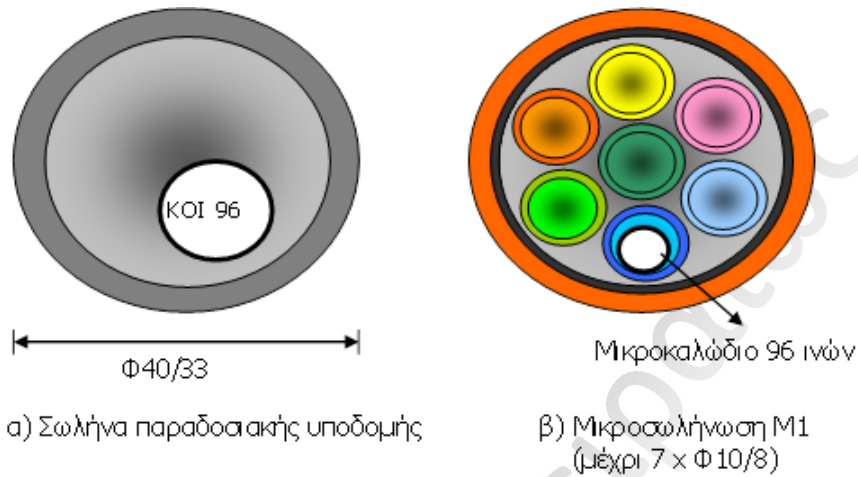 ΚΟΙ 96
Φ40/33
Μικροκαλώδιο 96 ινών
α) Σωλήνα παραδοσιακής υποδομής
β) Μικροσωλήνωση Μ1
(μέχρι 7 x Φ10/8)